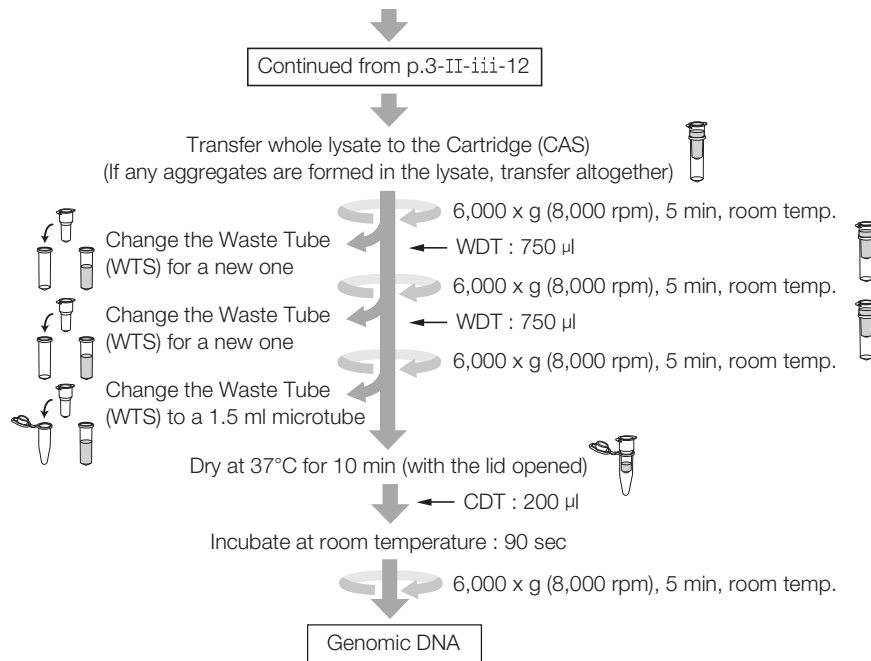 Continued from p.3-II-iii-12
Transfer whole lysate to the Cartridge (CAS)
(If any aggregates are formed in the lysate, transfer altogether)
6,000 x g (8,000 rpm), 5 min, room temp.
Change the Waste Tube
(WTS) for a new one
WDT : 750 µl
6,000 x g (8,000 rpm), 5 min, room temp.
Change the Waste Tube
(WTS) for a new one
WDT : 750 µl
6,000 x g (8,000 rpm), 5 min, room temp.
Change the Waste Tube
(WTS) to a 1.5 ml microtube
Dry at 37°C for 10 min (with the lid opened)
CDT : 200 µl
Incubate at room temperature : 90 sec
6,000 x g (8,000 rpm), 5 min, room temp.
Genomic DNA